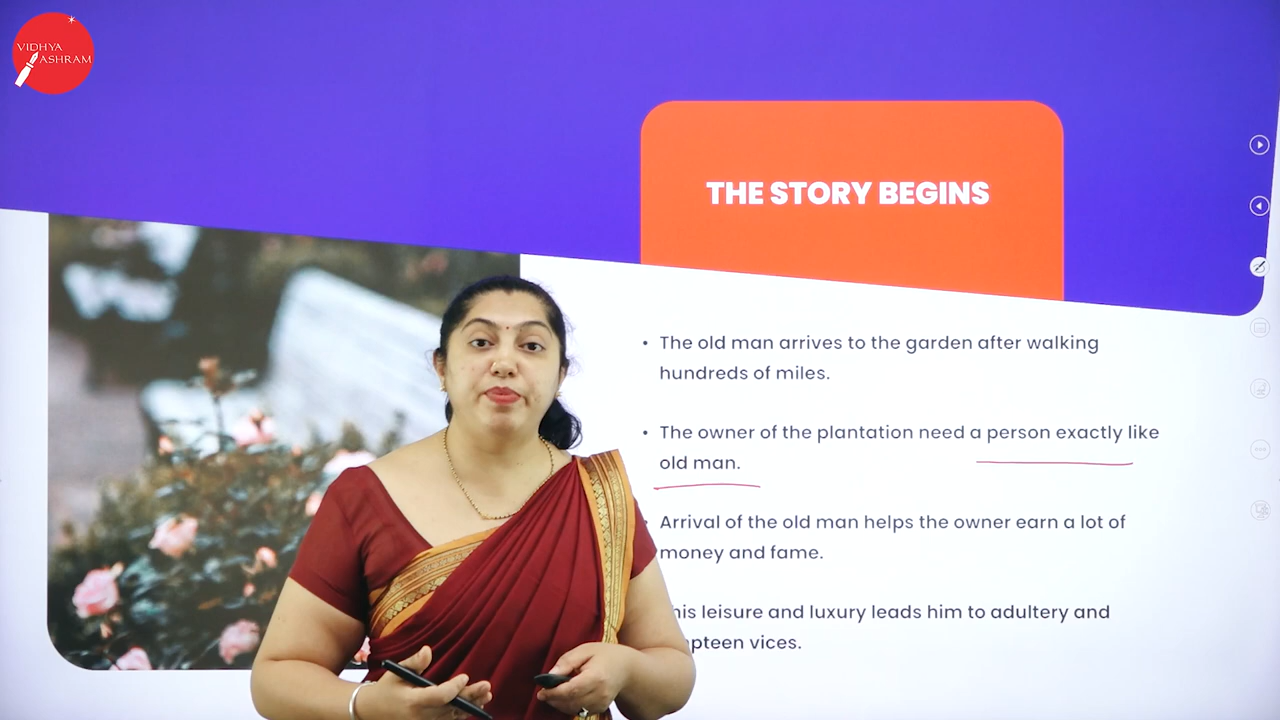 VIDHYA
ASHRAM
THE STORY BEGINS
• The old man arrives to the garden after walking
hundreds of miles.
• The owner of the plantation need a person exactly like
old man.
Arrival of the old man helps the owner earn a lot of
money and fame.
leisure and luxury leads him to adultery and
vices.